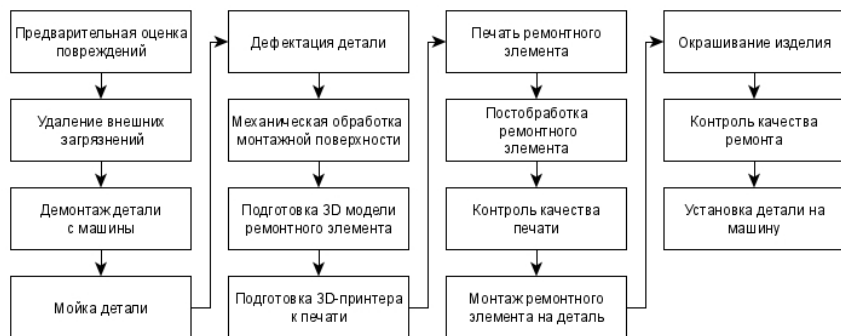 Предварительная оценка
повреждений
Удаление внешних
загрязнений
Демонтаж детали
с машины
Мойка детали
Дефектация детали
Механическая обработка
монтажной поверхности
Подготовка 3D модели
ремонтного элемента
Подготовка 3D-принтера
к печати
Печать ремонтного
элемента
Постобработка
ремонтного
элемента
Контроль качества
печати
Монтаж ремонтного
элемента на деталь
Окрашивание изделия
Контроль качества
ремонта
Установка детали на
машину